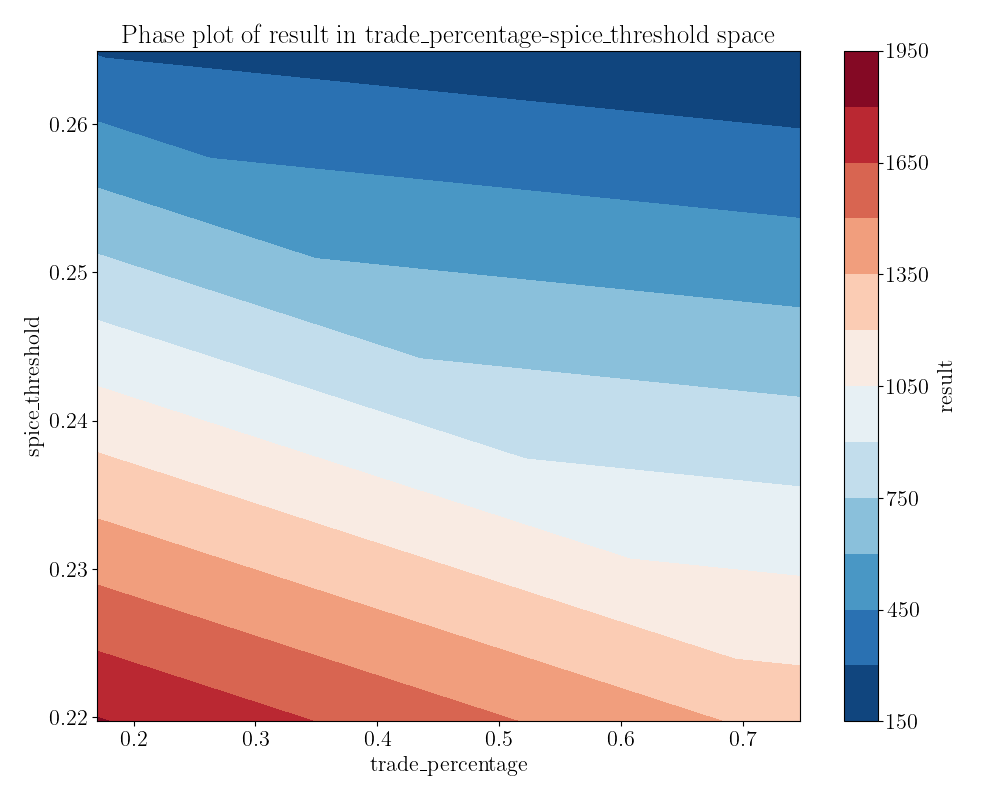 Phase plot of result in trade_percentage-spice_threshold space
spice_threshold
0.26
0.25
0.24
0.23
0.22
0.2 0.3 0.4 0.5 0.6 0.7
trade_percentage
1950
1650
1350
1050
750
450
150
result